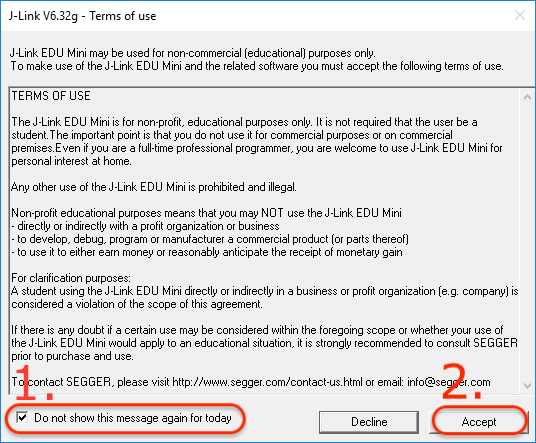 J-Link V6.32g - Terms of use
J-Link EDU Mini may be used for non-commercial (educational) purposes only.
To make use of the J-Link EDU Mini and the related software you must accept the following terms of use.
TERMS OF USE
The J-Link EDU Mini is for non-profit, educational purposes only. It is not required that the user be a
student.The important point is that you do not use it for commercial purposes or on commercial
premises.Even if you are a full-time professional programmer, you are welcome to use J-Link EDU Mini for
personal interest at home.
Any other use of the J-Link EDU Mini is prohibited and illegal.
Non-profit educational purposes means that you may NOT use the J-Link EDU Mini
- directly or indirectly with a profit organization or business
- to develop, debug, program or manufacturer a commercial product (or parts thereof)
- to use it to either earn money or reasonably anticipate the receipt of monetary gain
For clarification purposes:
A student using the J-Link EDU Mini directly or indirectly in a business or profit organization (e.g. company) is
considered a violation of the scope of this agreement.
If there is any doubt if a certain use may be considered within the foregoing scope or whether your use of
the J-Link EDU Mini would apply to an educational situation, it is strongly recommended to consult SEGGER
prior to purchase and use.
To contact SEGGER, please visit http://www.segger.com/contact-us.html or email: info@segger.com
1.
2.
Do not show this message again for today
Decline
Accept